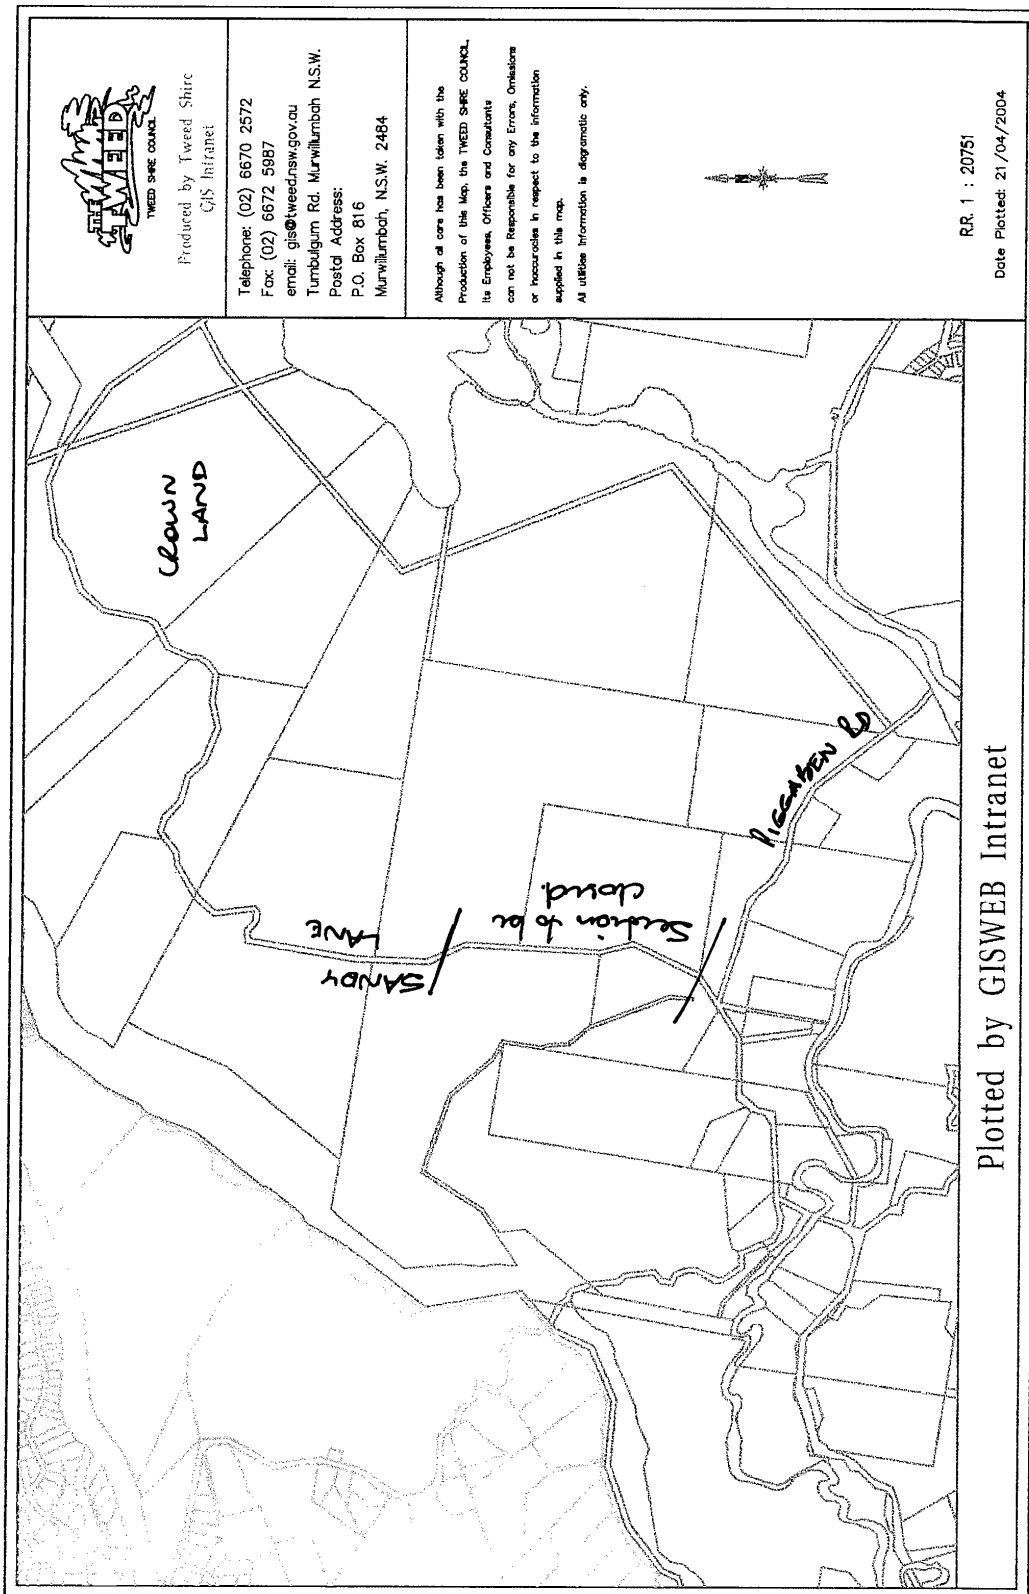 TWEED
TWEED SHIRE COUNCIL
Produced by Tweed Shire
GIS Intranet
Telephone: (02) 6670 2572
Fax: (02) 6672 5987
email: gis@tweed.nsw.gov.au
Tumbulgum Rd. Murwillumbah N.S.W.
Postal Address:
P.O. Box 816
Murwillumbah, N.S.W. 2484
Although all care has been taken with the
Production of this Map, the TWEED SHIRE COUNCIL,
its Employees, Officers and Consultants
can not be Responsible for any Errors, Omissions
or inaccuracies in respect to the information
supplied in this map.
All utilities Information is diagramatic only.
N
R.R. 1 : 20751
Date Plotted: 21/04/2004
CROWN
LAND
SANDY
LANE
Section to be
closed.
PIGGABEN RD
Plotted by GISWEB Intranet